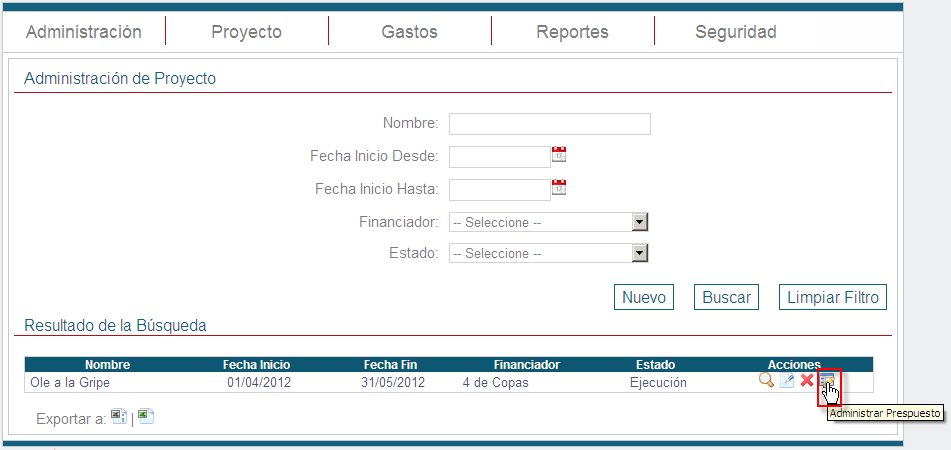 Administración Proyecto Gastos Reportes Seguridad
Administración de Proyecto
Nombre:
Fecha Inicio Desde:
Fecha Inicio Hasta:
Financiador: -- Seleccione --
Estado: -- Seleccione --
Nuevo Buscar Limpiar Filtro
Resultado de la Búsqueda
Nombre Fecha Inicio Fecha Fin Financiador Estado Acciones
Ole a la Gripe 01/04/2012 31/05/2012 4 de Copas Ejecución
Administrar Prespuesto
Exportar a: |